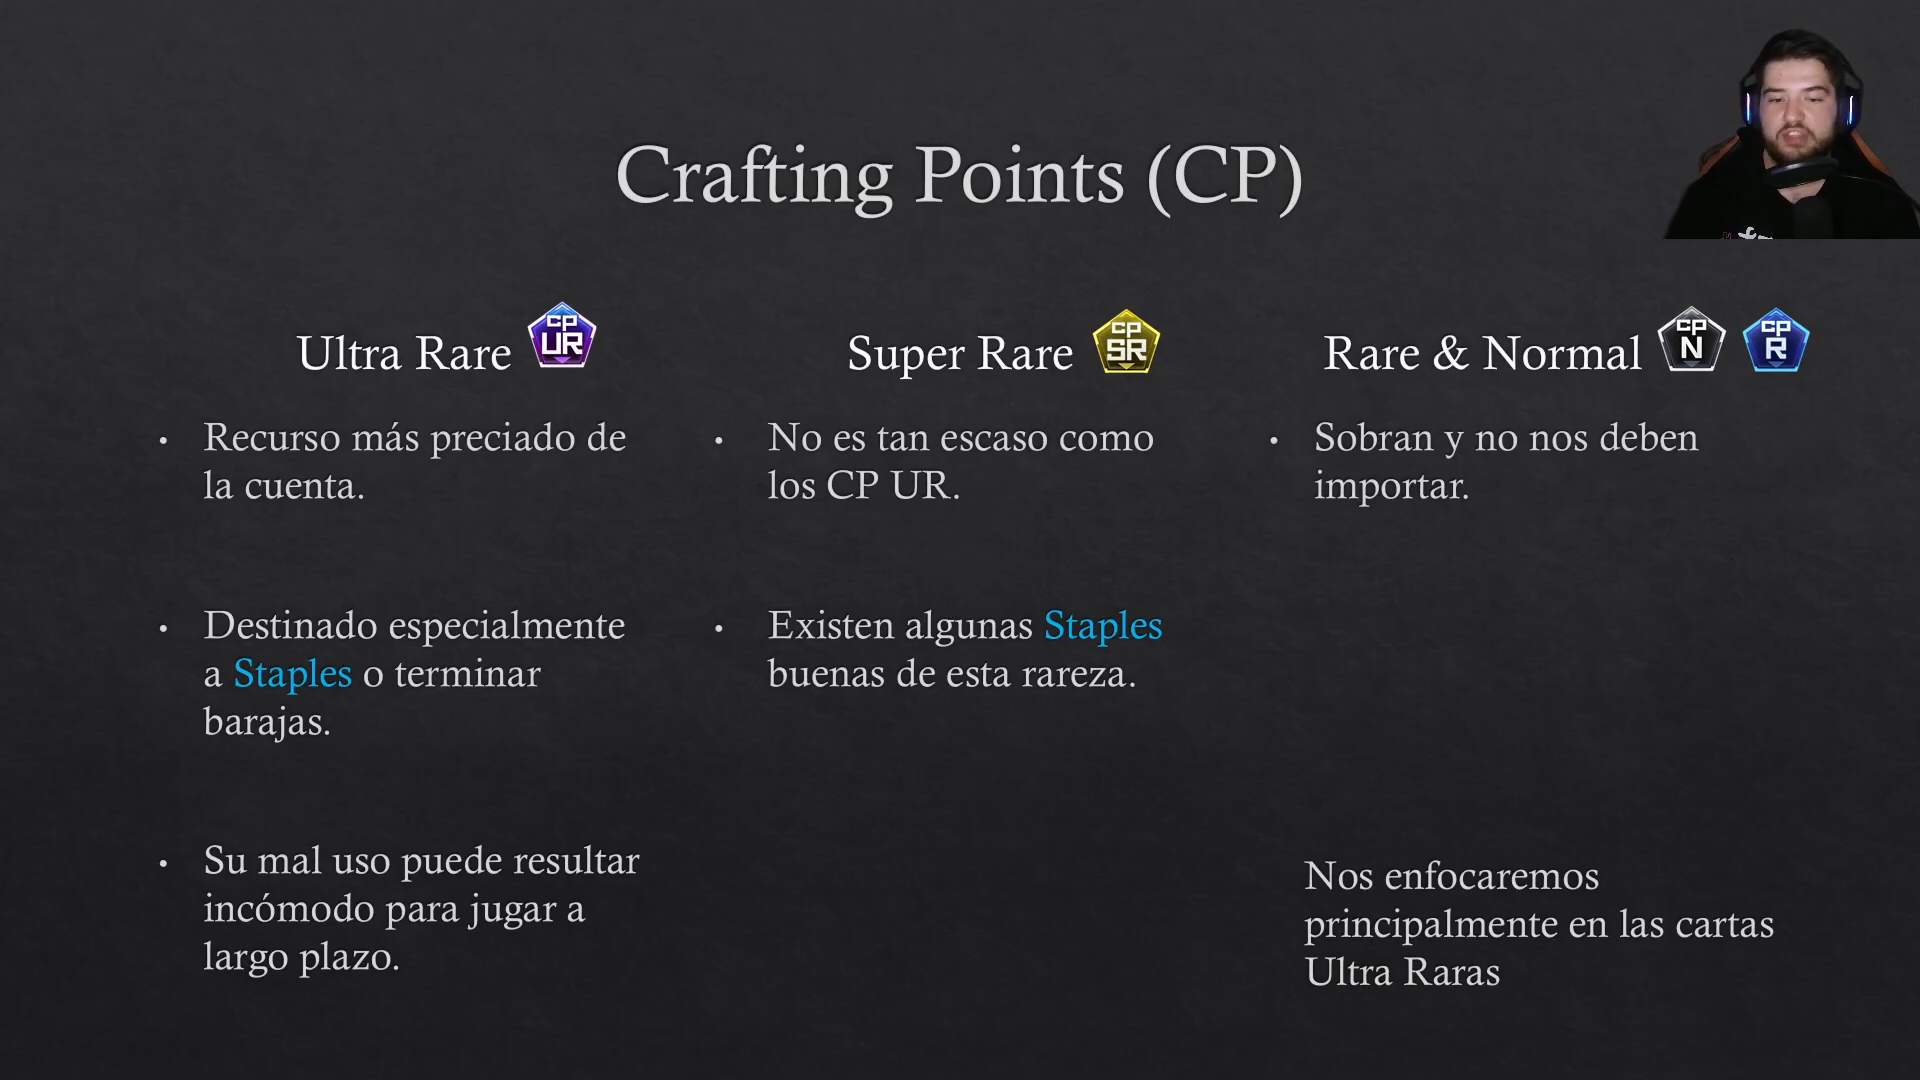 Crafting Points (CP)
Ultra Rare
CP
UR
• Recurso más preciado de
la cuenta.
• Destinado especialmente
a Staples o terminar
barajas.
• Su mal uso puede resultar
incómodo para jugar a
largo plazo.
Super Rare
CP
SR
• No es tan escaso como
los CP UR.
• Existen algunas Staples
buenas de esta rareza.
Rare & Normal
CP
N
CP
R
• Sobran y no nos deben
importar.
Nos enfocaremos
principalmente en las cartas
Ultra Raras